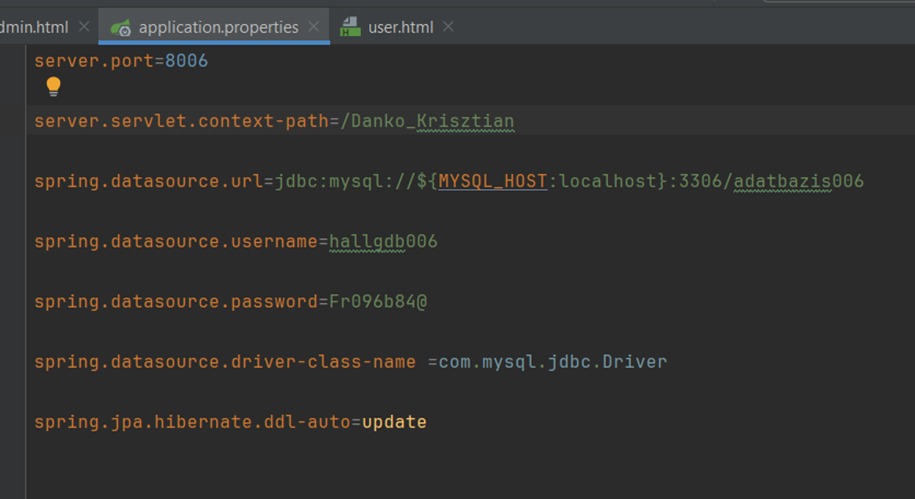 dmin.html application.properties user.html
server.port=8006
server.servlet.context-path=/Danko_Krisztian
spring.datasource.url=jdbc:mysql://${MYSQL_HOST:localhost}:3306/adatbazis006
spring.datasource.username=hallgdb006
spring.datasource.password=Fr096b84@
spring.datasource.driver-class-name =com.mysql.jdbc.Driver
spring.jpa.hibernate.ddl-auto=update